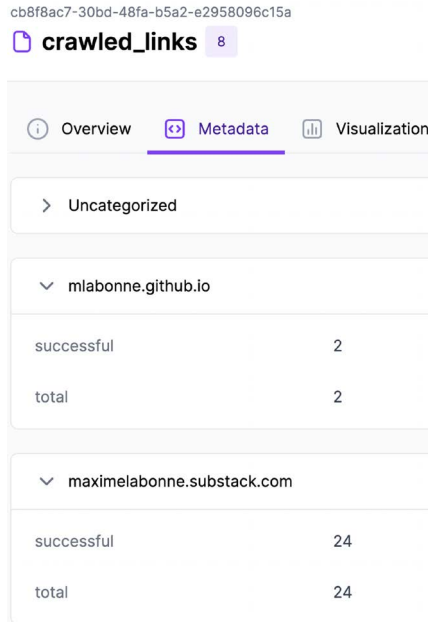 cb8f8ac7-30bd-48fa-b5a2-e2958096c15a
crawled_links 8
Overview Metadata Visualization
Uncategorized
mlabonne.github.io
successful 2
total 2
maximelabonne.substack.com
successful 24
total 24